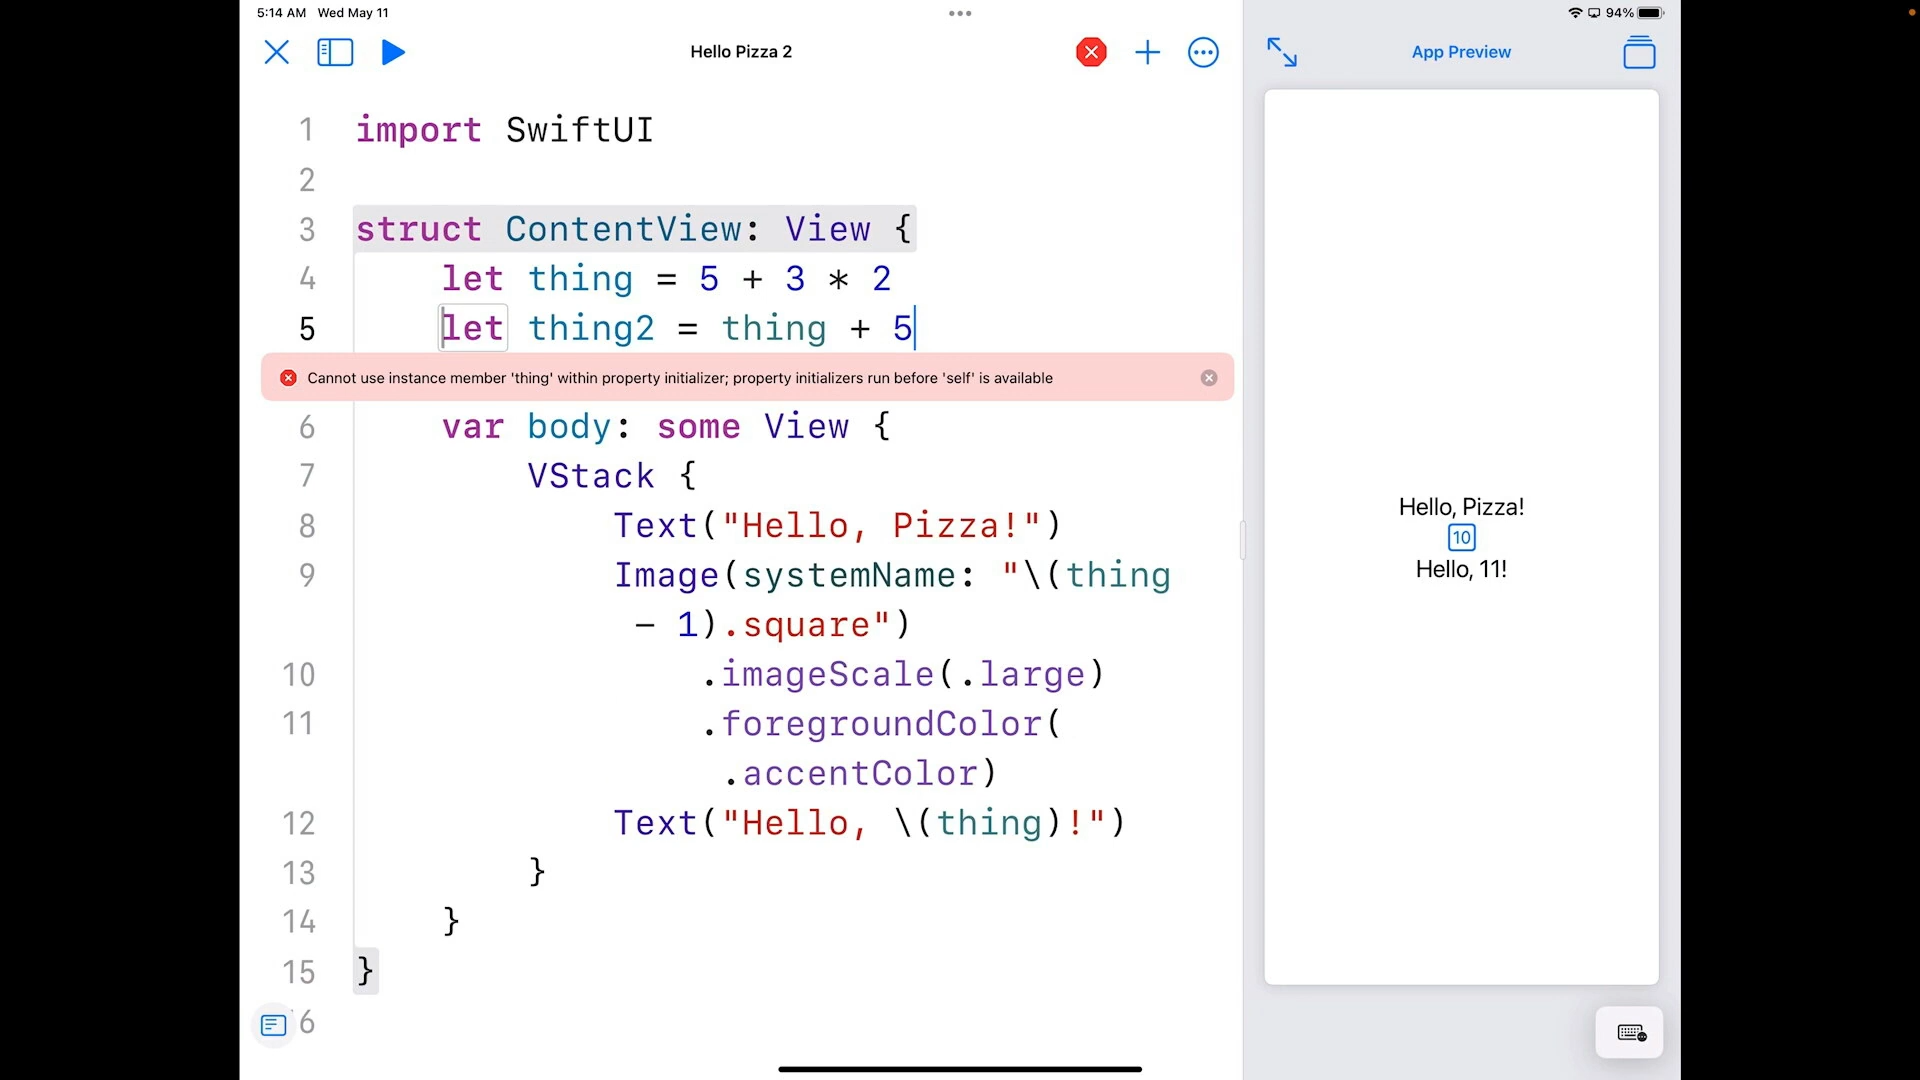 5:14 AM Wed May 11
94%
Hello Pizza 2
App Preview
1 import SwiftUI
2
3 struct ContentView: View {
4 let thing = 5 + 3 * 2
5 let thing2 = thing + 5
Cannot use instance member 'thing' within property initializer; property initializers run before 'self' is available
6 var body: some View {
7 VStack {
8 Text("Hello, Pizza!")
9 Image(systemName: "\(thing
- 1).square")
10 .imageScale(.large)
11 .foregroundColor(
.accentColor)
12 Text("Hello, \(thing)!")
13 }
14 }
15 }
6
Hello, Pizza!
10
Hello, 11!